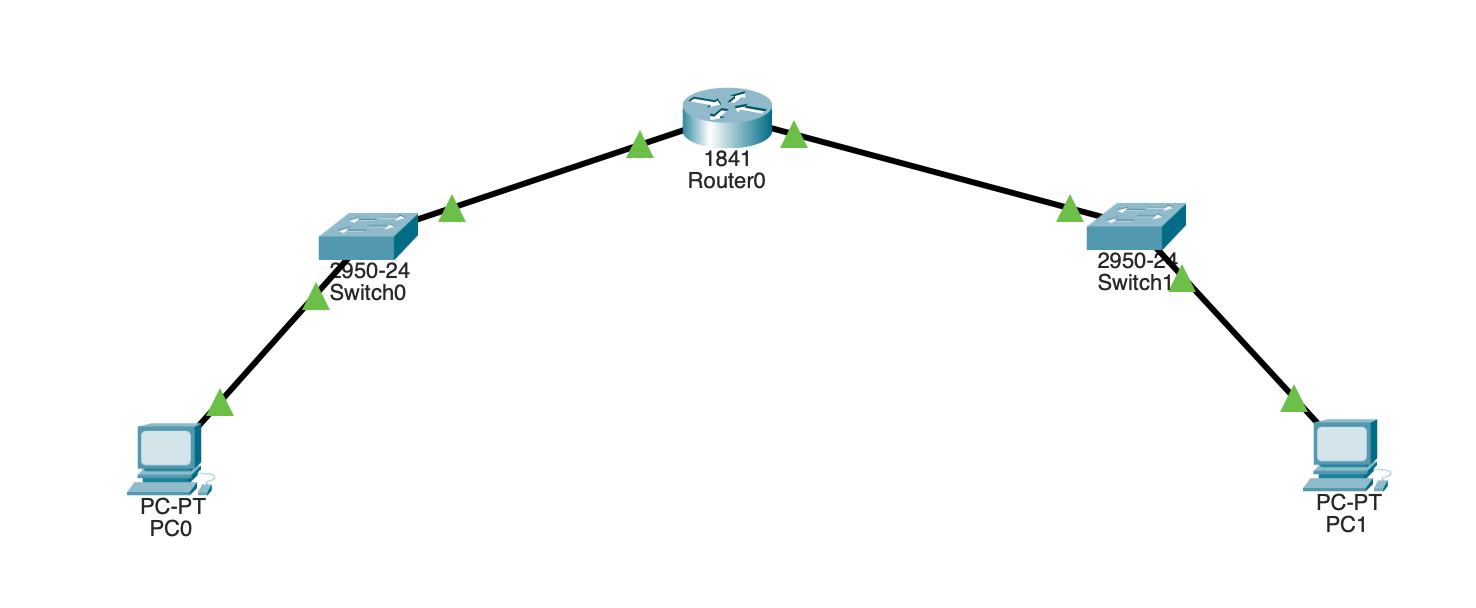 1841
Router0
2950-24
Switch0
2950-24
Switch1
PC-PT
PC0
PC-PT
PC1